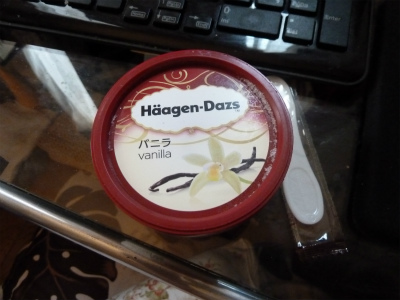 Häagen-Dazs
バニラ
vanilla